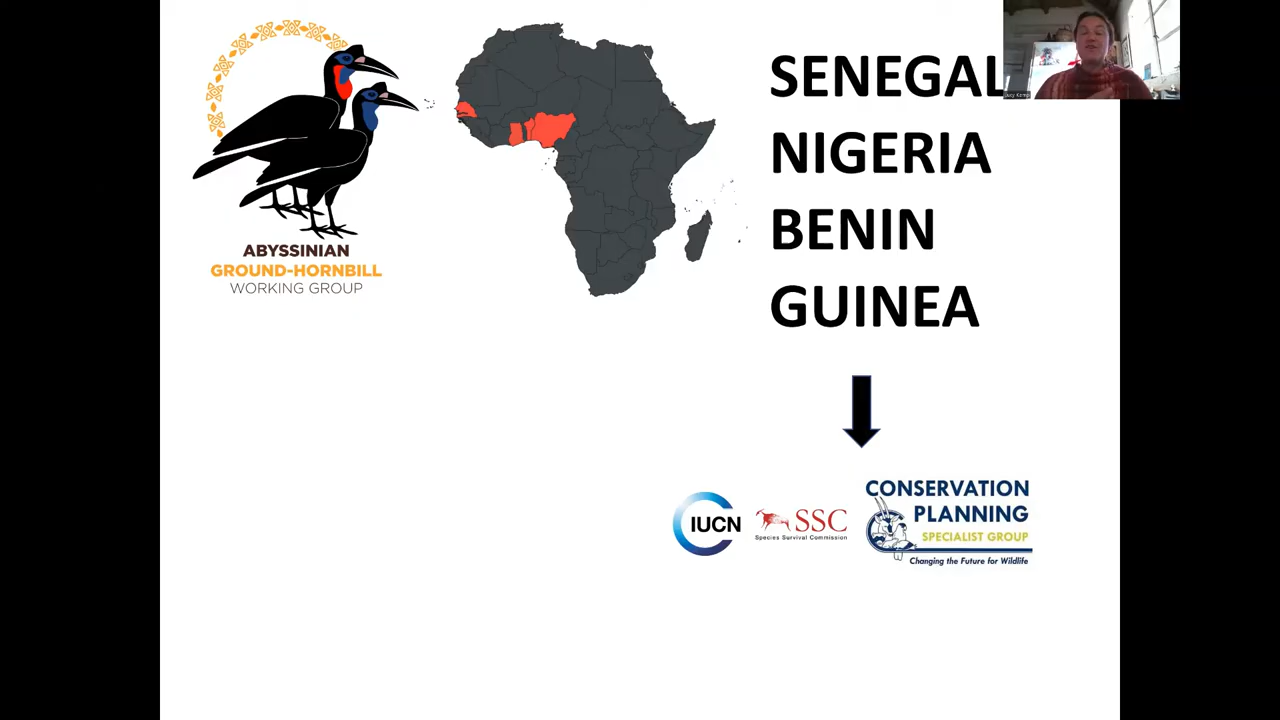 ABYSSINIAN
GROUND-HORNBILL
WORKING GROUP
SENEGAL
NIGERIA
BENIN
GUINEA
IUCN
SSC
Species Survival Commission
CONSERVATION
PLANNING
SPECIALIST GROUP
Changing the Future for Wildlife